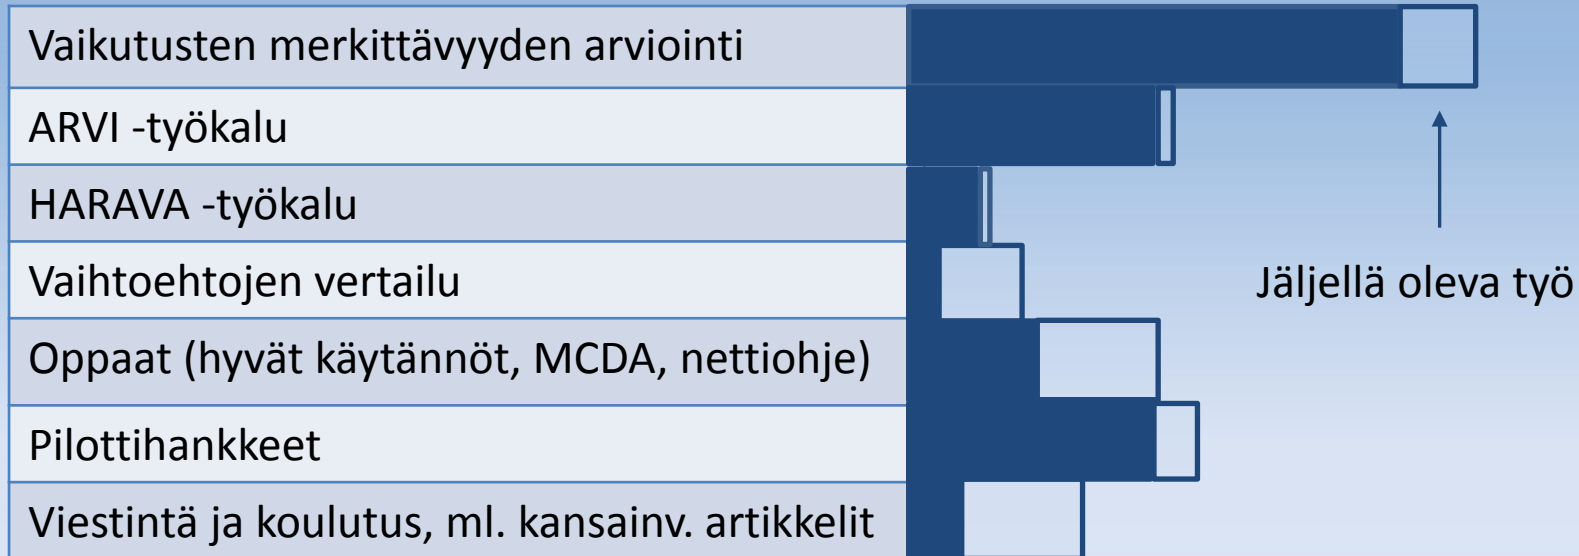 Vaikutusten merkittävyyden arviointi
ARVI -työkalu
HARAVA -työkalu
Vaihtoehtojen vertailu
Jäljellä oleva työ
Oppaat (hyvät käytännöt, MCDA, nettiohje)
Pilottihankkeet
Viestintä ja koulutus, ml. kansainv. artikkelit